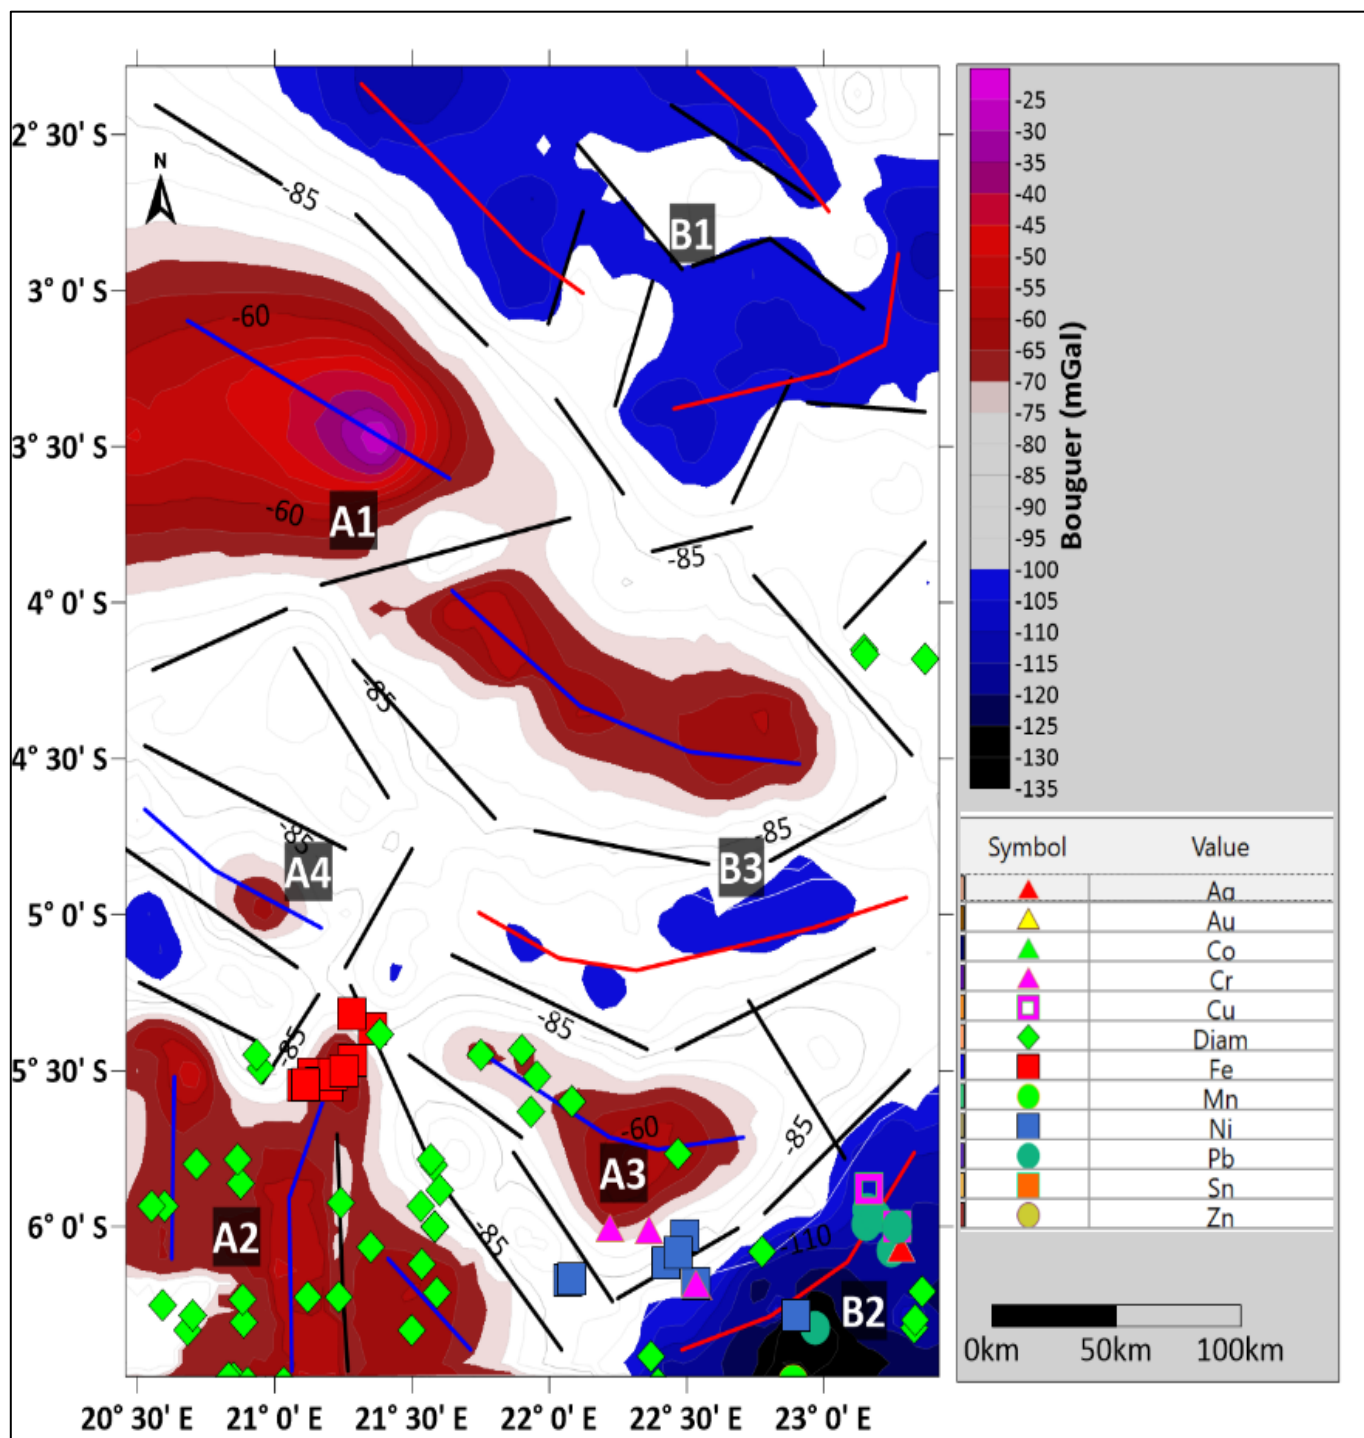 2° 30' S
3° 0' S
3° 30' S
4° 0' S
4° 30' S
5° 0' S
5° 30' S
6° 0' S
20° 30' E
21° 0' E
21° 30' E
22° 0' E
22° 30' E
23° 0' E
N
-85
B1
-60
-60
A1
-85
-85
-85
-85
B3
A4
-85
-85
-60
-85
A3
A2
-85
-110
B2
-25
-30
-35
-40
-45
-50
-55
-60
-65
-70
-75
-80
-85
-90
-95
-100
-105
-110
-115
-120
-125
-130
-135
Bouguer (mGal)
Symbol Value
Ag
Au
Co
Cr
Cu
Diam
Fe
Mn
Ni
Pb
Sn
Zn
0km 50km 100km